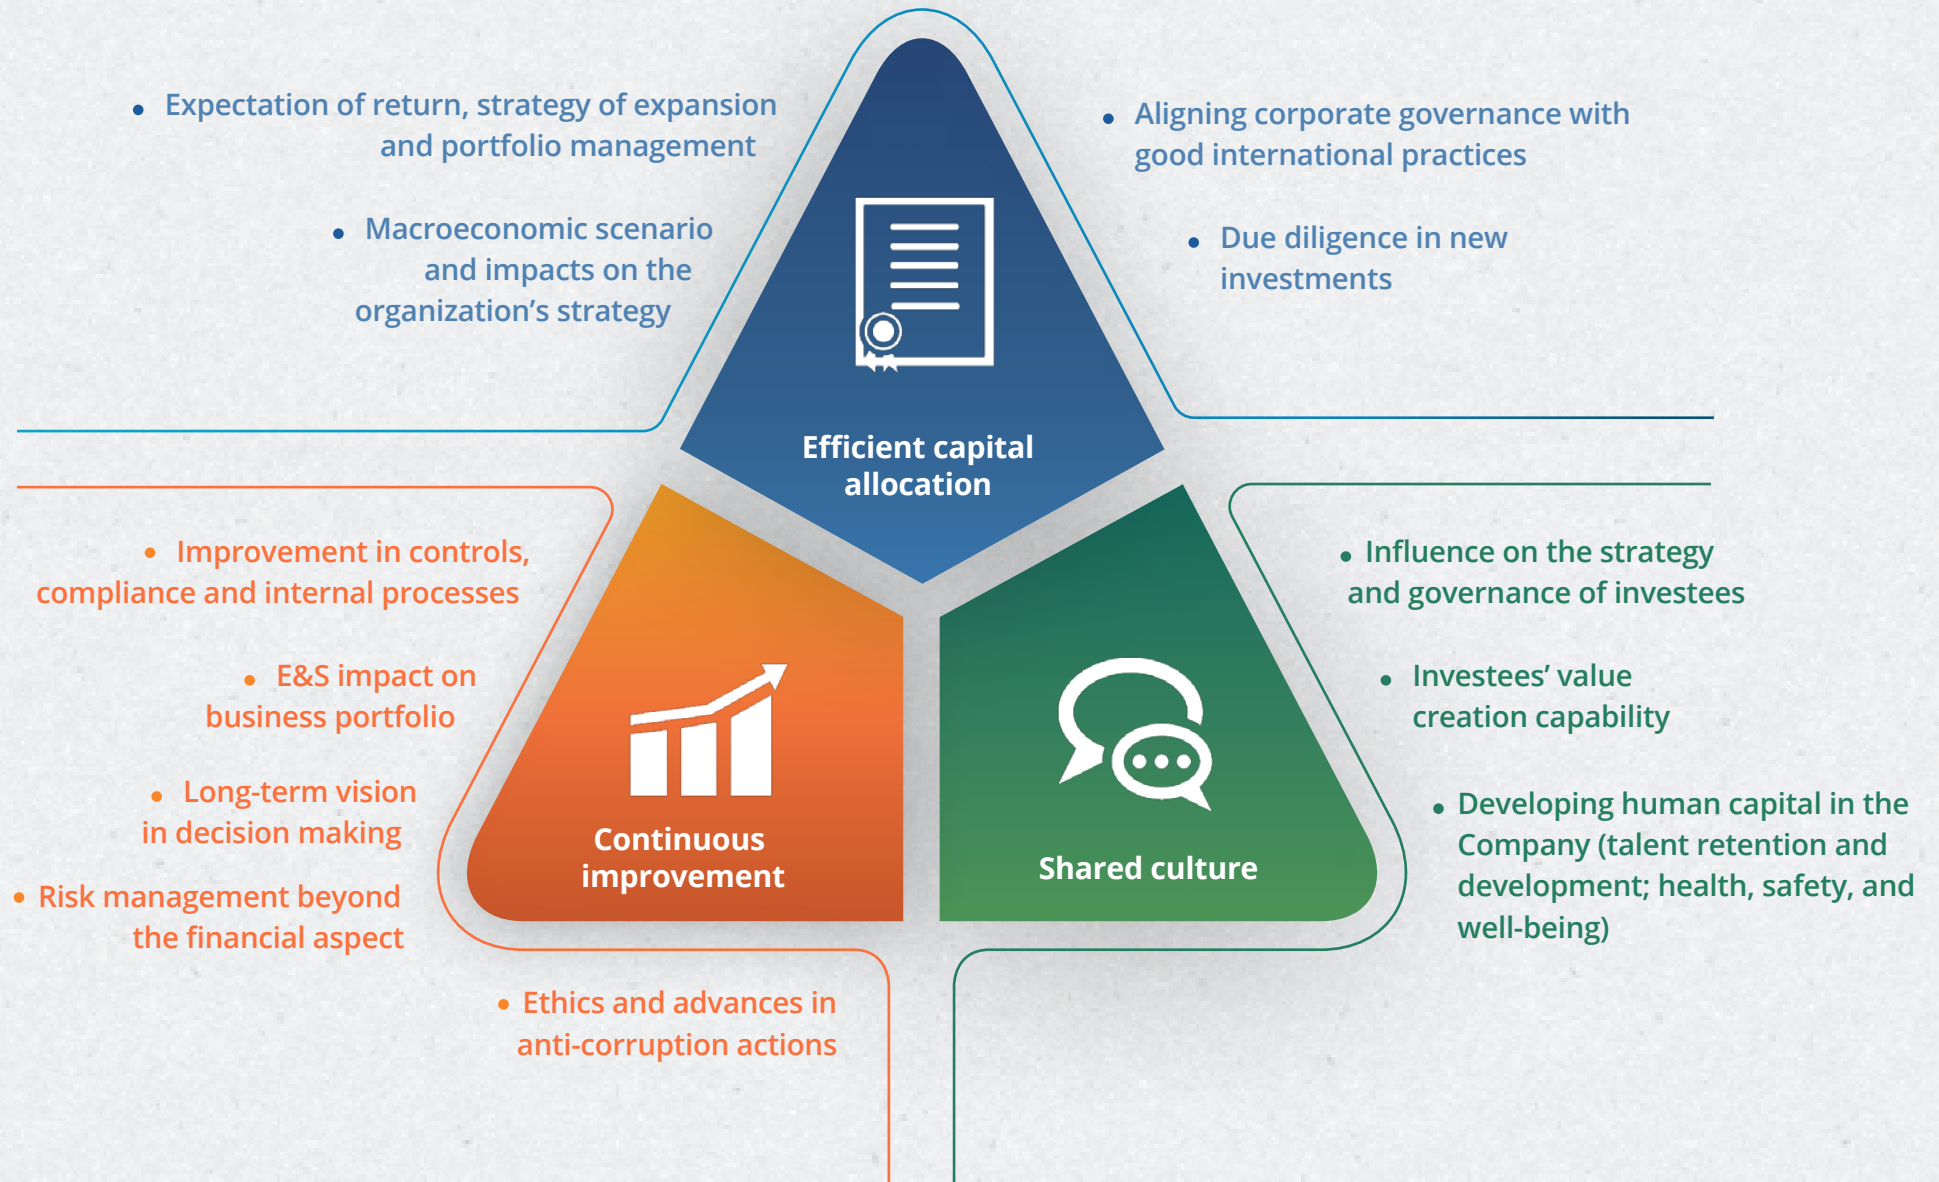 • Expectation of return, strategy of expansion
and portfolio management
• Macroeconomic scenario
and impacts on the
organization’s strategy
• Aligning corporate governance with
good international practices
• Due diligence in new
investments
Efficient capital
allocation
• Improvement in controls,
compliance and internal processes
• E&S impact on
business portfolio
• Long-term vision
in decision making
• Risk management beyond
the financial aspect
• Ethics and advances in
anti-corruption actions
Continuous
improvement
Shared culture
• Influence on the strategy
and governance of investees
• Investees’ value
creation capability
• Developing human capital in the
Company (talent retention and
development; health, safety, and
well-being)